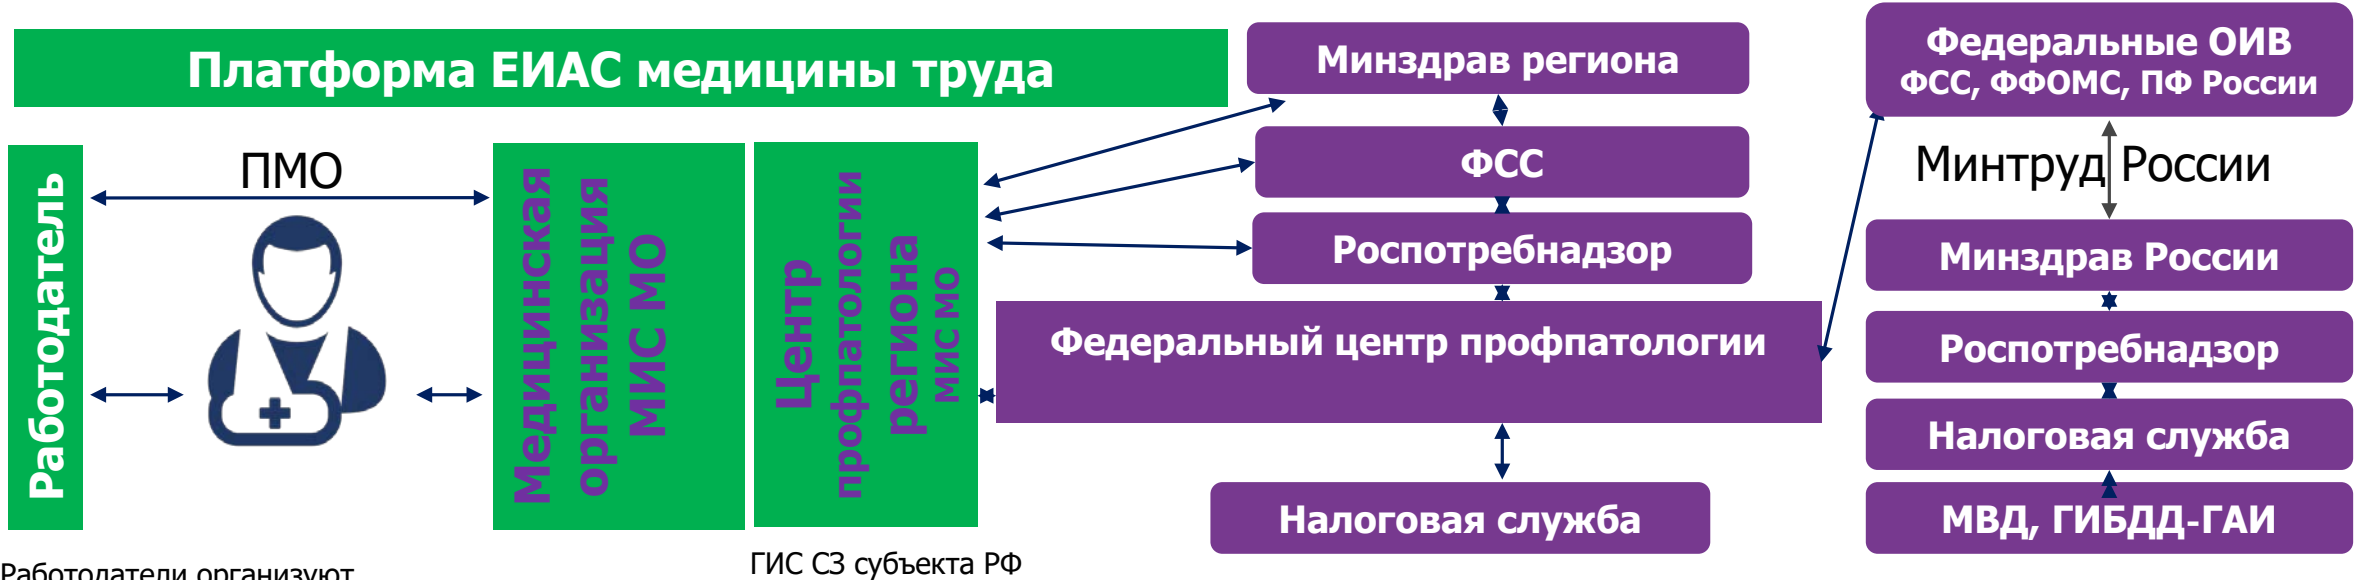 Платформа ЕИАС медицины труда
Работодатель
ПМО
Медицинская
организация
МИС МО
Центр
профпатологии
региона
МИС МО
Минздрав региона
ФСС
Роспотребнадзор
Федеральный центр профпатологии
Налоговая служба
Федеральные ОИВ
ФСС, ФФОМС, ПФ России
Минтруд России
Минздрав России
Роспотребнадзор
Налоговая служба
МВД, ГИБДД-ГАИ
ГИС СЗ субъекта РФ
Работодатели организуют